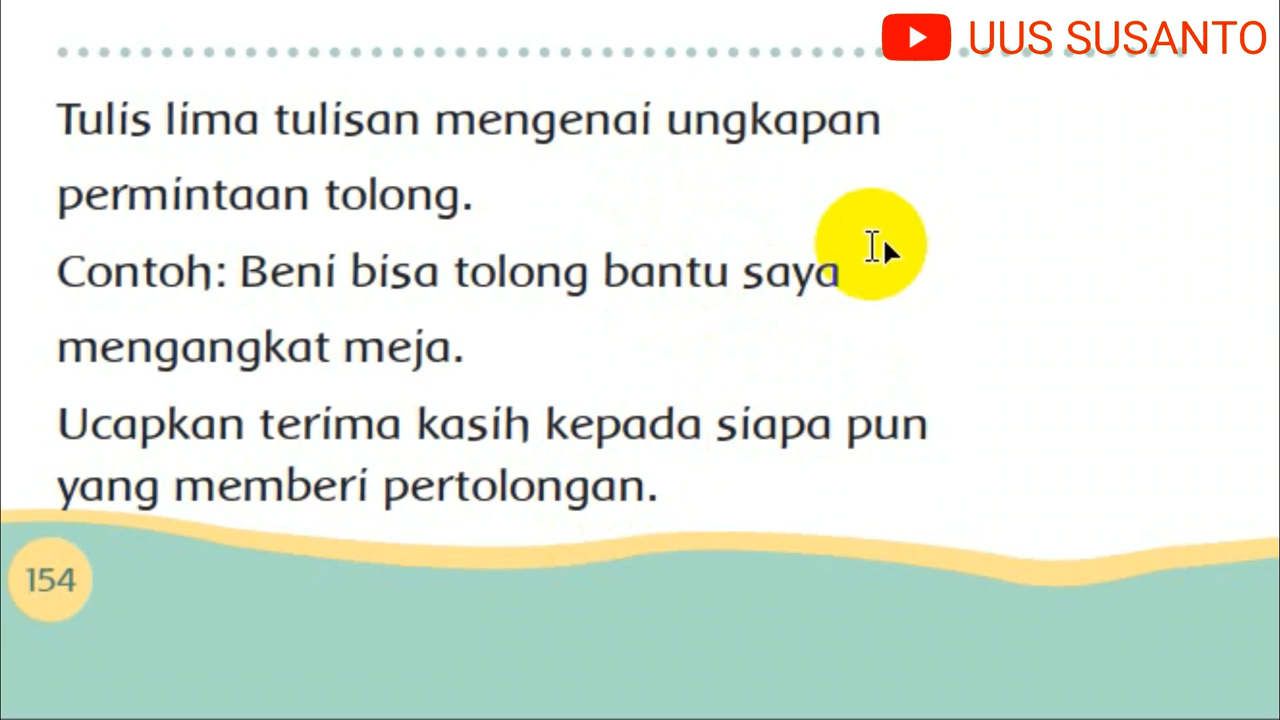 UUS SUSANTO
Tulis lima tulisan mengenai ungkapan
permintaan tolong.
Contoh: Beni bisa tolong bantu saya
mengangkat meja.
Ucapkan terima kasih kepada siapa pun
yang memberi pertolongan.
154